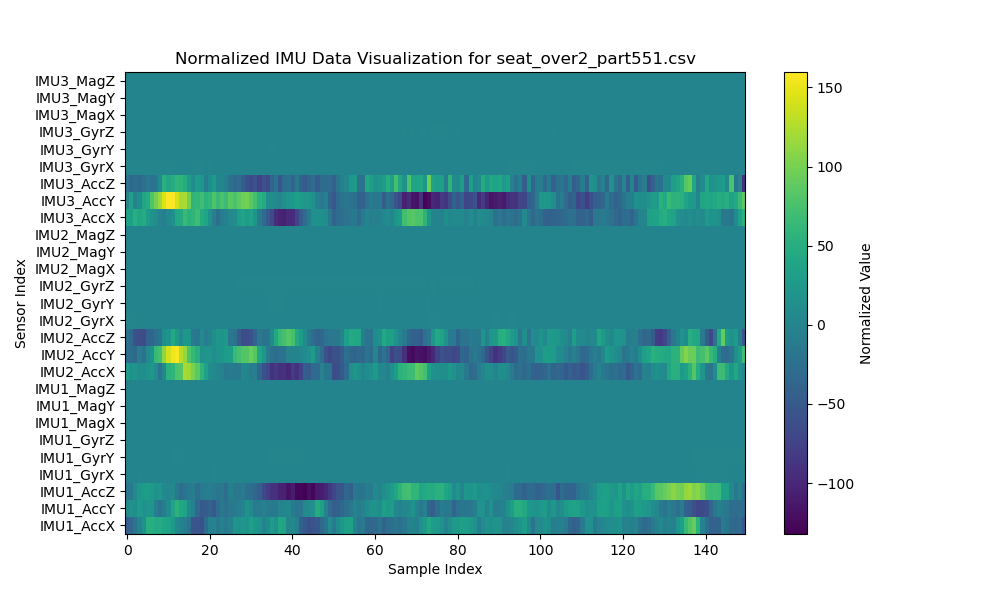 Normalized IMU Data Visualization for seat_over2_part551.csv
IMU3_MagZ
IMU3_MagY
IMU3_MagX
IMU3_GyrZ
IMU3_GyrY
IMU3_GyrX
IMU3_AccZ
IMU3_AccY
IMU3_AccX
IMU2_MagZ
IMU2_MagY
IMU2_MagX
IMU2_GyrZ
IMU2_GyrY
IMU2_GyrX
IMU2_AccZ
IMU2_AccY
IMU2_AccX
IMU1_MagZ
IMU1_MagY
IMU1_MagX
IMU1_GyrZ
IMU1_GyrY
IMU1_GyrX
IMU1_AccZ
IMU1_AccY
IMU1_AccX
Sensor Index
0 20 40 60 80 100 120 140
Sample Index
150
100
50
0
−50
−100
Normalized Value